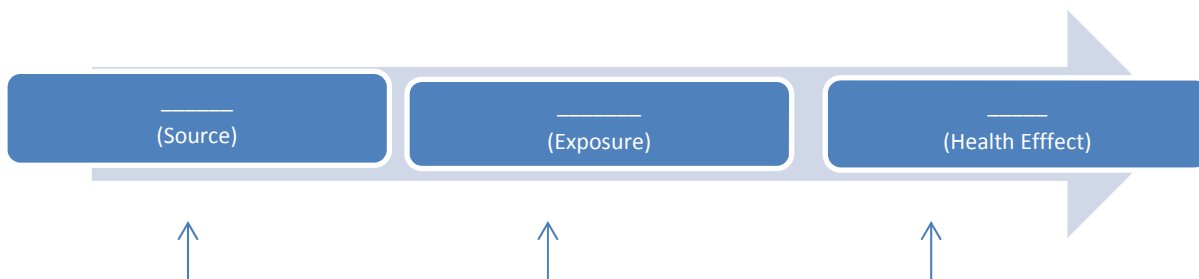 ______
(Source)
_______
(Exposure)
_____
(Health Efffect)